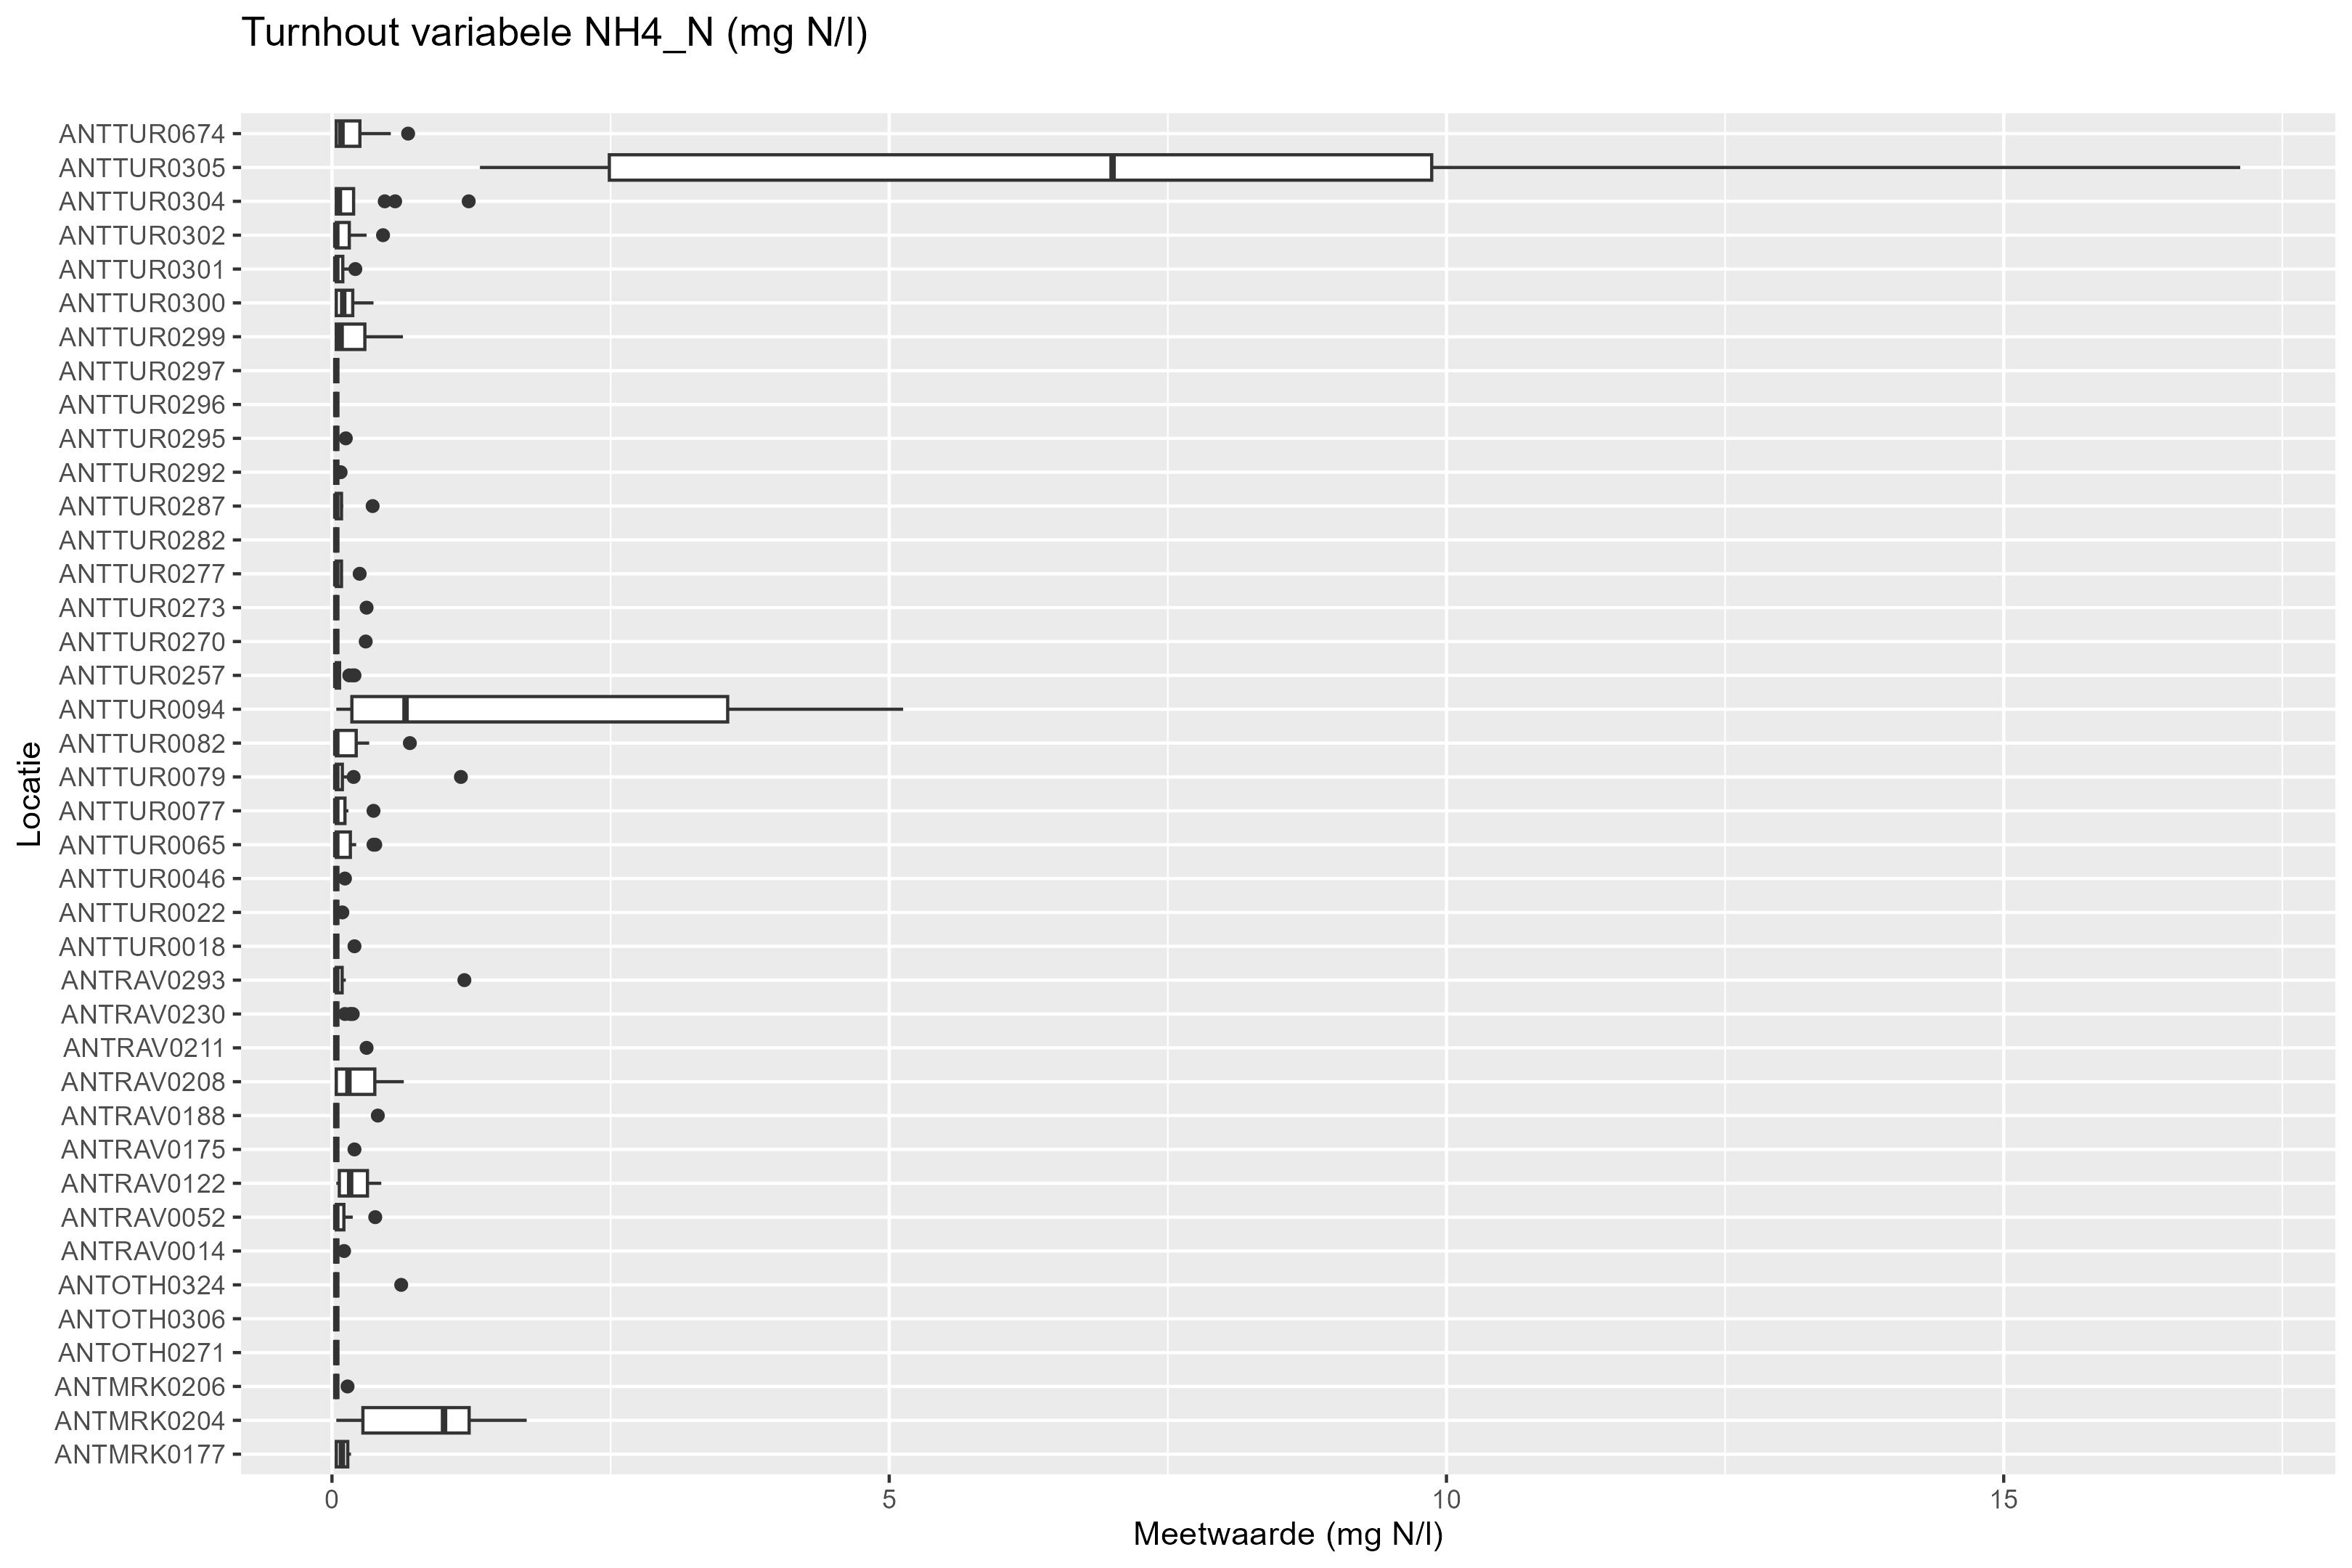 Turnhout variabele NH4_N (mg N/l)
Locatie
ANTTUR0674
ANTTUR0305
ANTTUR0304
ANTTUR0302
ANTTUR0301
ANTTUR0300
ANTTUR0299
ANTTUR0297
ANTTUR0296
ANTTUR0295
ANTTUR0292
ANTTUR0287
ANTTUR0282
ANTTUR0277
ANTTUR0273
ANTTUR0270
ANTTUR0257
ANTTUR0094
ANTTUR0082
ANTTUR0079
ANTTUR0077
ANTTUR0065
ANTTUR0046
ANTTUR0022
ANTTUR0018
ANTRAV0293
ANTRAV0230
ANTRAV0211
ANTRAV0208
ANTRAV0188
ANTRAV0175
ANTRAV0122
ANTRAV0052
ANTRAV0014
ANTOTH0324
ANTOTH0306
ANTOTH0271
ANTMRK0206
ANTMRK0204
ANTMRK0177
0 5 10 15
Meetwaarde (mg N/l)